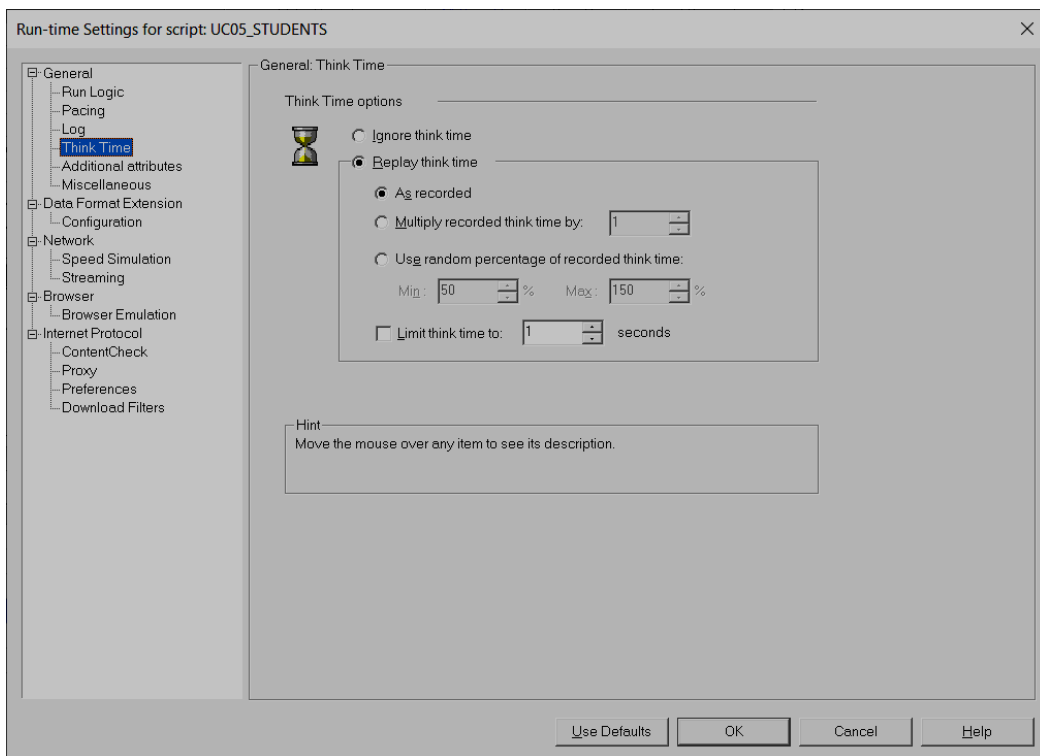 Run-time Settings for script: UC05_STUDENTS
General
Run Logic
Pacing
Log
Think Time
Additional attributes
Miscellaneous
Data Format Extension
Configuration
Network
Speed Simulation
Streaming
Browser
Browser Emulation
Internet Protocol
ContentCheck
Proxy
Preferences
Download Filters
General: Think Time
Think Time options
Ignore think time
Replay think time
As recorded
Multiply recorded think time by: 1
Use random percentage of recorded think time:
Min: 50 % Max: 150 %
Limit think time to: 1 seconds
Hint
Move the mouse over any item to see its description.
Use Defaults OK Cancel Help